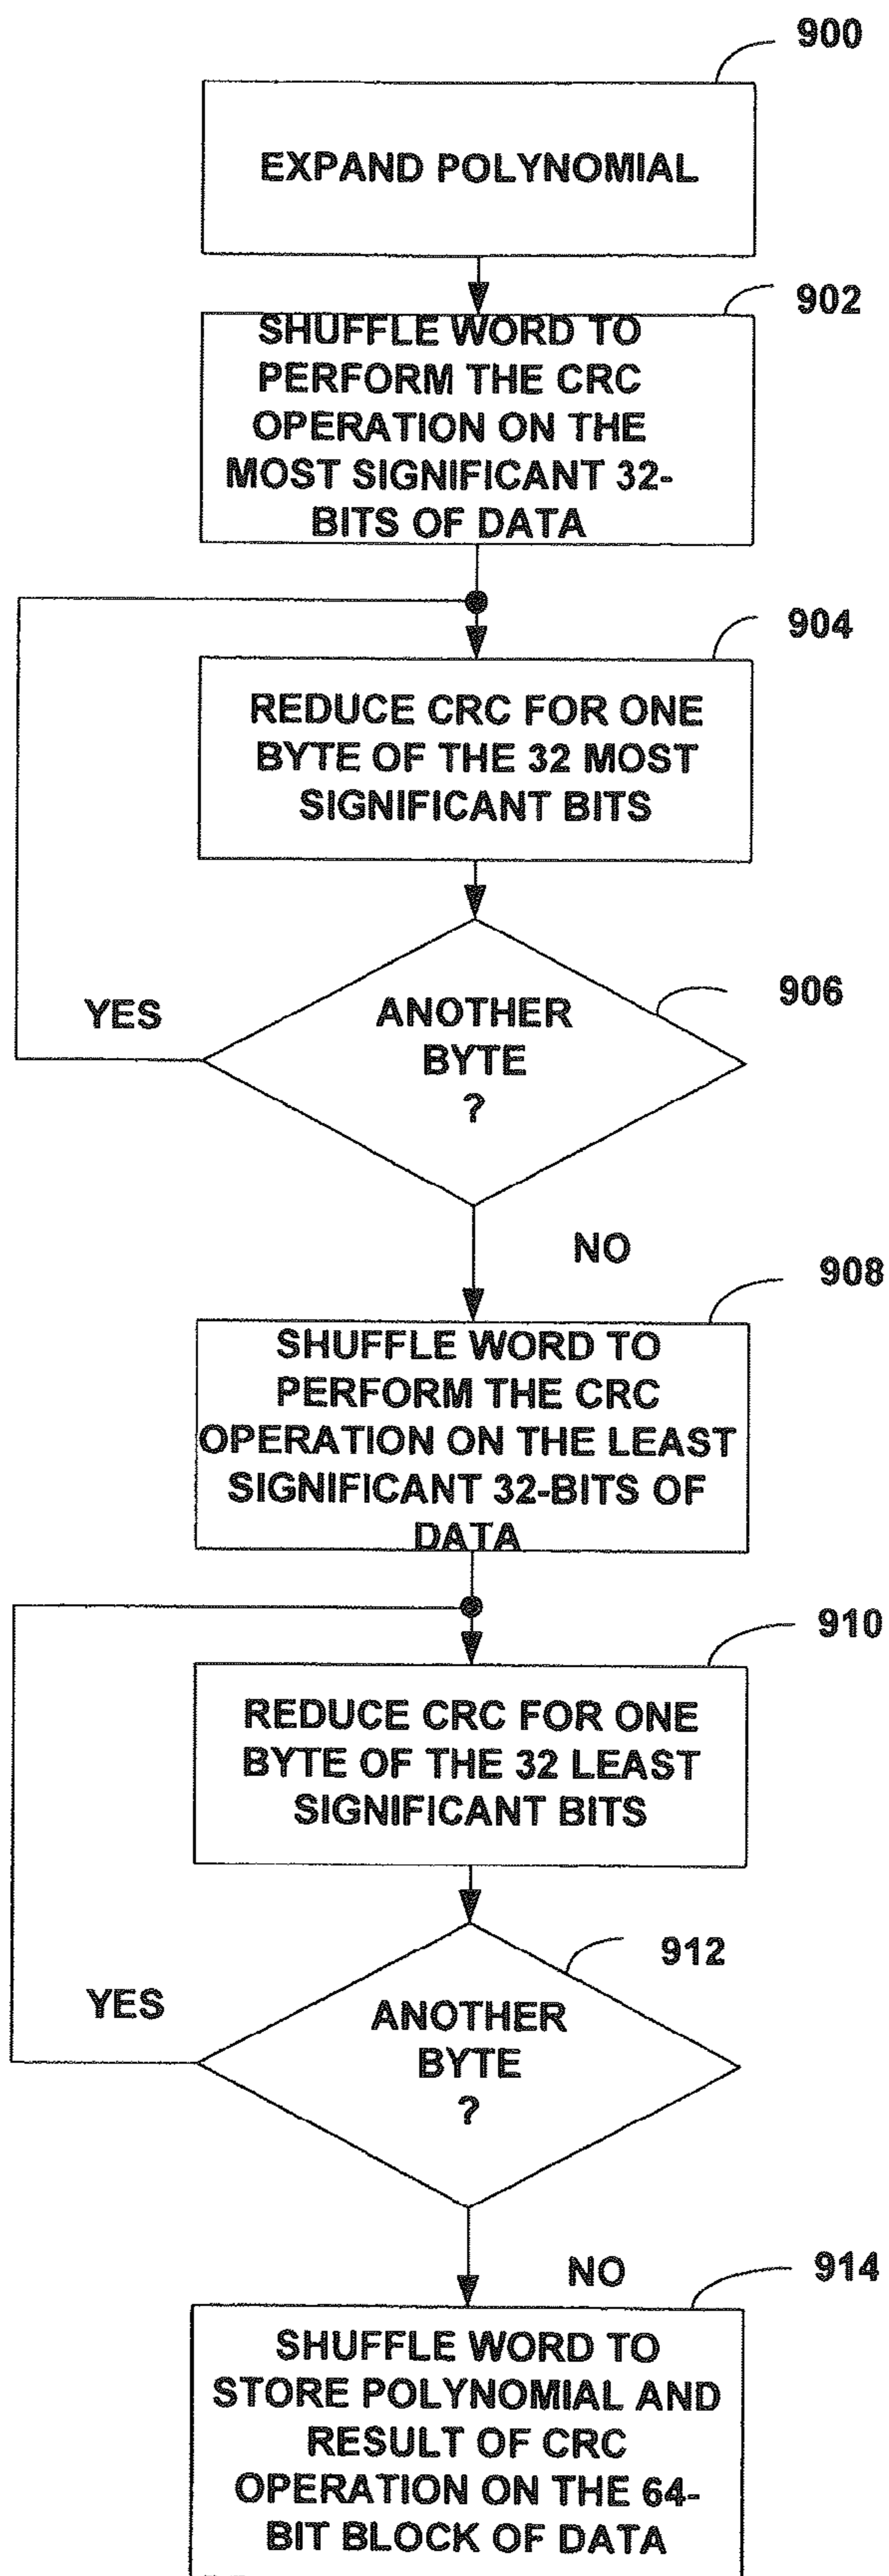 900
EXPAND POLYNOMIAL
902
SHUFFLE WORD TO
PERFORM THE CRC
OPERATION ON THE
MOST SIGNIFICANT 32-
BITS OF DATA
904
REDUCE CRC FOR ONE
BYTE OF THE 32 MOST
SIGNIFICANT BITS
906
YES
ANOTHER
BYTE
?
NO
908
SHUFFLE WORD TO
PERFORM THE CRC
OPERATION ON THE LEAST
SIGNIFICANT 32-BITS OF
DATA
910
REDUCE CRC FOR ONE
BYTE OF THE 32 LEAST
SIGNIFICANT BITS
912
YES
ANOTHER
BYTE
?
NO
914
SHUFFLE WORD TO
STORE POLYNOMIAL AND
RESULT OF CRC
OPERATION ON THE 64-
BIT BLOCK OF DATA